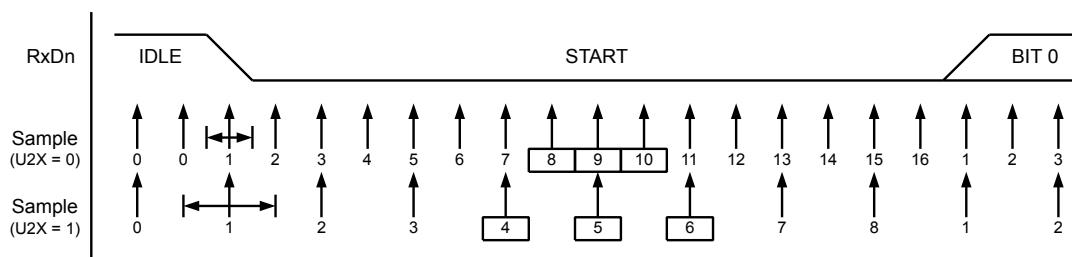 RxDn IDLE START BIT 0
Sample
(U2X = 0)
0 0 1 2 3 4 5 6 7 8 9 10 11 12 13 14 15 16 1 2 3
Sample
(U2X = 1)
0 1 2 3 4 5 6 7 8 1 2